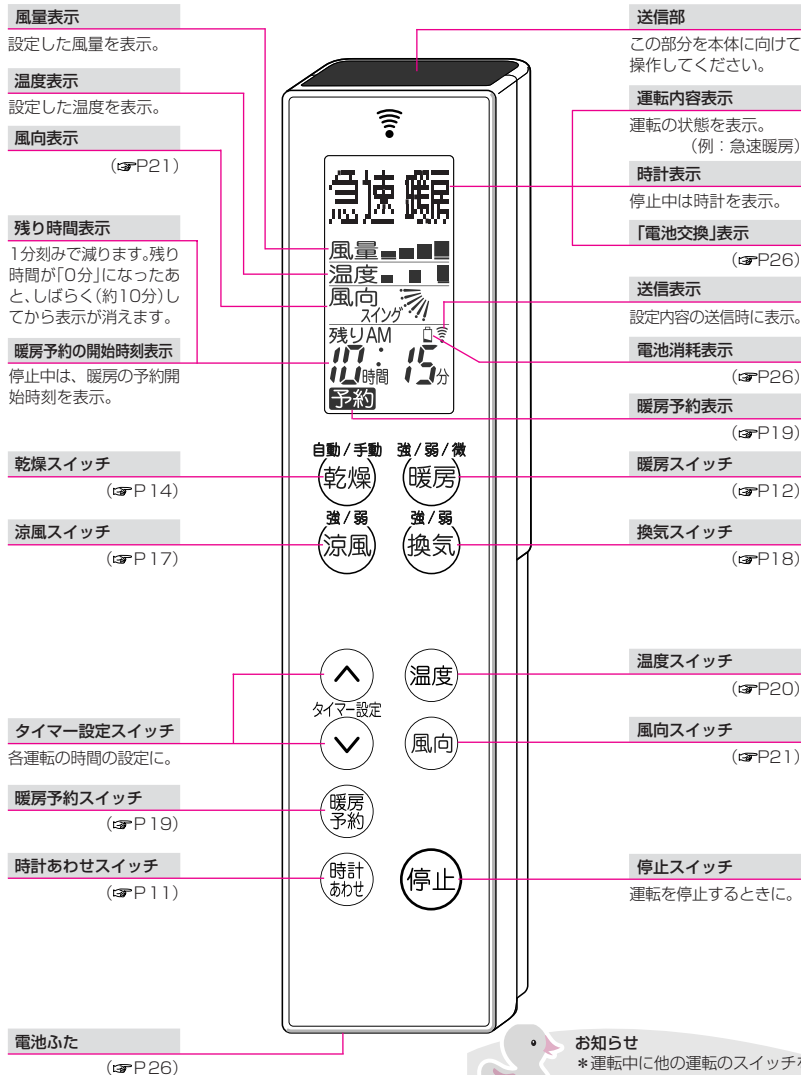 風量表示
設定した風量を表示。
温度表示
設定した温度を表示。
風向表示
(☞P21)
残り時間表示
1分刻みで減ります。残り
時間が「0分」になったあ
と、しばらく(約10分)し
てから表示が消えます。
暖房予約の開始時刻表示
停止中は、暖房の予約開
始時刻を表示。
乾燥スイッチ
(☞P14)
涼風スイッチ
(☞P17)
タイマー設定スイッチ
各運転の時間の設定に。
暖房予約スイッチ
(☞P19)
時計あわせスイッチ
(☞P11)
電池ふた
(☞P26)
急速 暖房
風量
温度
風向
スイング
残りAM
10時間 : 15分
予約
自動/手動 強/弱/微
乾燥 暖房
強/弱 強/弱
涼風 換気
温度
タイマー設定
風向
暖房
予約
時計
あわせ
停止
送信部
この部分を本体に向けて
操作してください。
運転内容表示
運転の状態を表示。
(例：急速暖房)
時計表示
停止中は時計を表示。
「電池交換」表示
(☞P26)
送信表示
設定内容の送信時に表示。
電池消耗表示
(☞P26)
暖房予約表示
(☞P19)
暖房スイッチ
(☞P12)
換気スイッチ
(☞P18)
温度スイッチ
(☞P20)
風向スイッチ
(☞P21)
停止スイッチ
運転を停止するときに。
お知らせ
＊運転中に他の運転のスイッチ